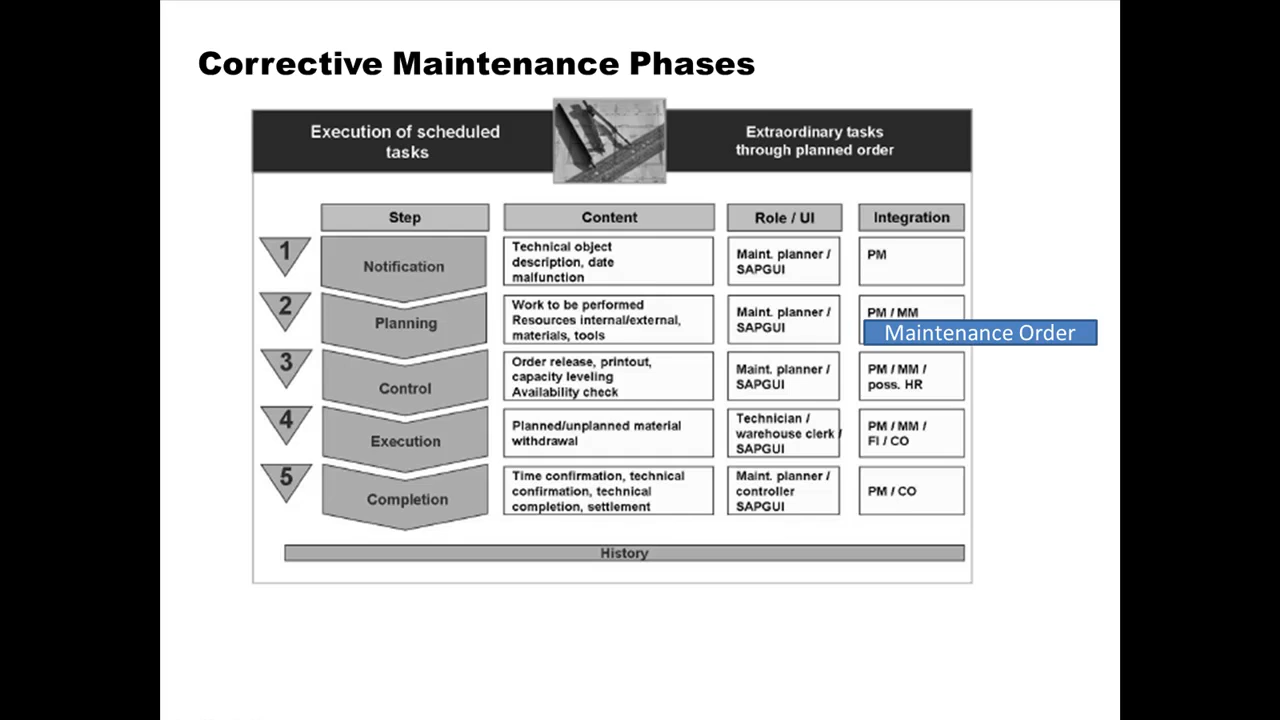 Corrective Maintenance Phases
Execution of scheduled
tasks
Extraordinary tasks
through planned order
Step
Content
Role / UI
Integration
1
Notification
Technical object
description, date
malfunction
Maint. planner /
SAPGUI
PM
2
Planning
Work to be performed
Resources internal/external,
materials, tools
Maint. planner /
SAPGUI
PM / MM
Maintenance Order
3
Control
Order release, printout,
capacity leveling
Availability check
Maint. planner /
SAPGUI
PM / MM /
poss. HR
4
Execution
Planned/unplanned material
withdrawal
Technician /
warehouse clerk /
SAPGUI
PM / MM /
FI / CO
5
Completion
Time confirmation, technical
confirmation, technical
completion, settlement
Maint. planner /
controller
SAPGUI
PM / CO
History